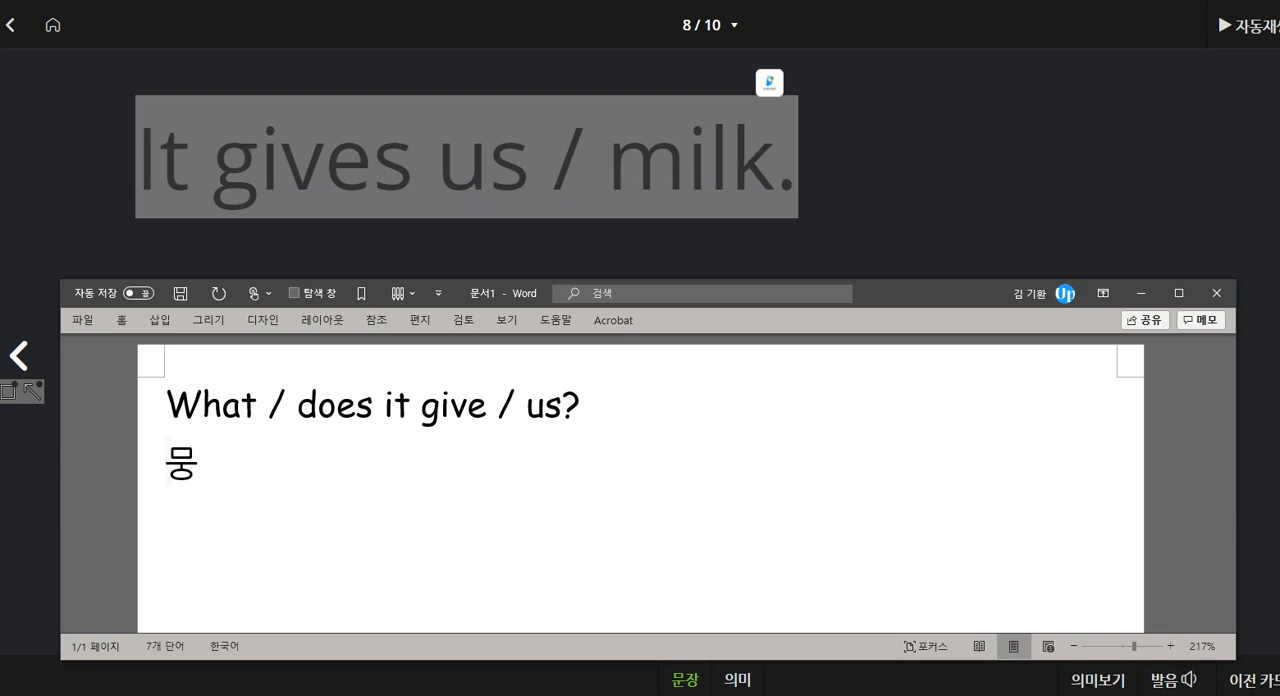 8 / 10
자동재생
It gives us / milk.
자동 저장 끔 탐색 창 문서1 - Word 검색 김 기환 Up
파일 홈 삽입 그리기 디자인 레이아웃 참조 편지 검토 보기 도움말 Acrobat 공유 메모
What / does it give / us?
뭉
1/1 페이지 7개 단어 한국어 포커스 217%
문장 의미 의미보기 발음 이전 카드